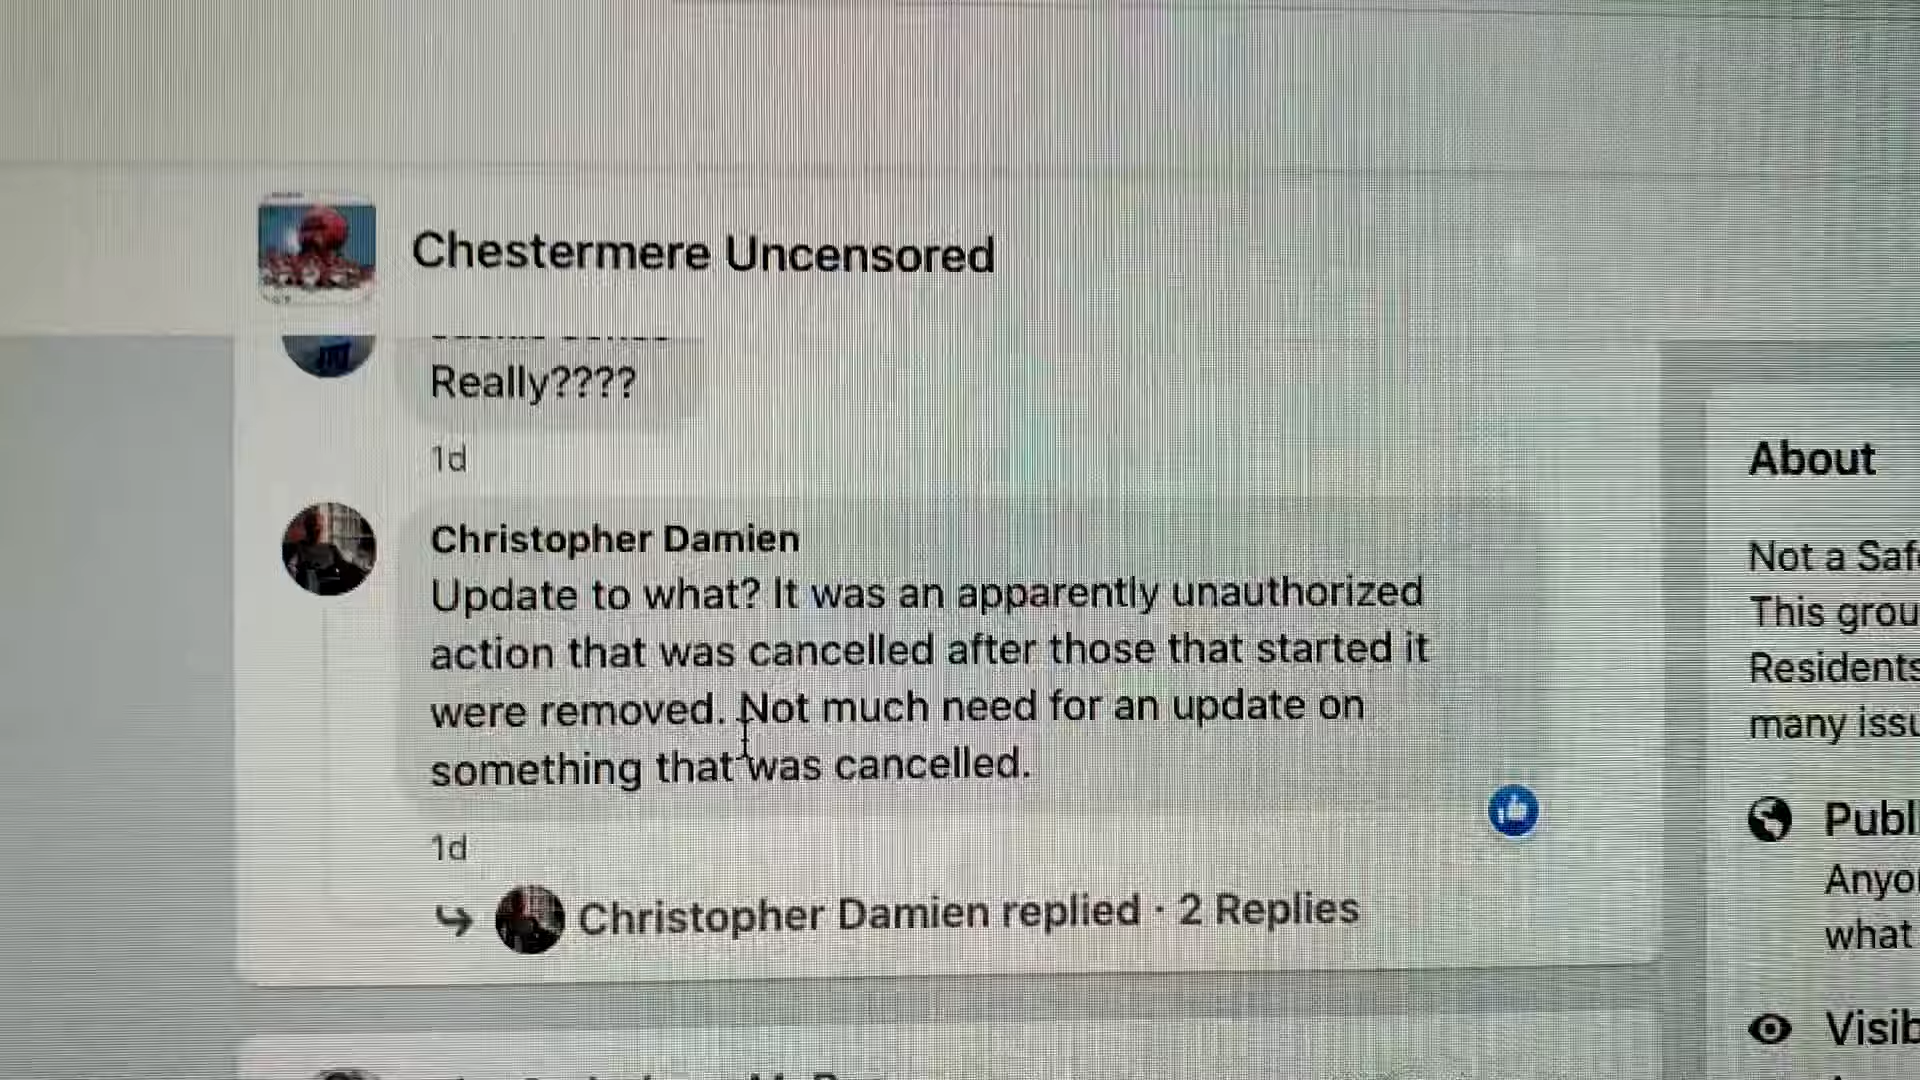 Chestermere Uncensored
Really????
1d
Christopher Damien
Update to what? It was an apparently unauthorized
action that was cancelled after those that started it
were removed. Not much need for an update on
something that was cancelled.
1d
Christopher Damien replied · 2 Replies
About
Not a Saf
This grou
Residents
many issu
Publ
Anyo
what
Visib